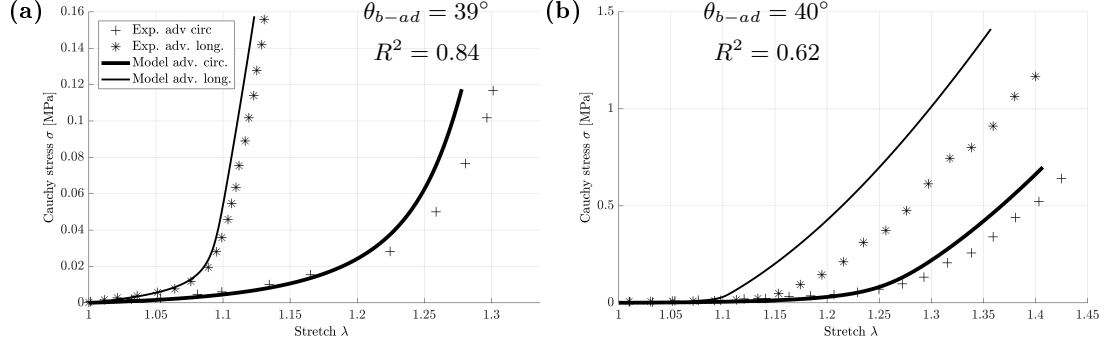 (a)
θ_{b−ad} = 39°
R² = 0.84
Exp. adv circ
Exp. adv. long.
Model adv. circ.
Model adv. long.
Cauchy stress σ [MPa]
0.16
0.14
0.12
0.1
0.08
0.06
0.04
0.02
0
1
1.05
1.1
1.15
1.2
1.25
1.3
Stretch λ
(b)
θ_{b−ad} = 40°
R² = 0.62
Cauchy stress σ [MPa]
1.5
1
0.5
0
1
1.05
1.1
1.15
1.2
1.25
1.3
1.35
1.4
1.45
Stretch λ